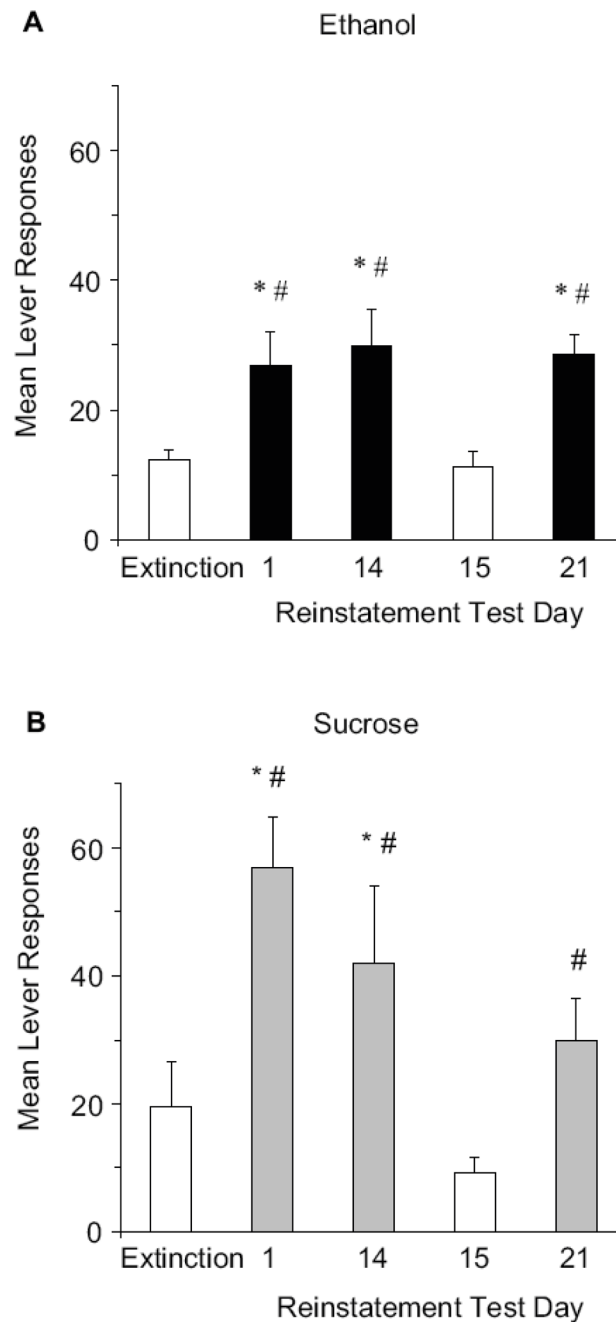 A
Ethanol
Mean Lever Responses
60
40
20
0
* #
* #
* #
Extinction 1 14 15 21
Reinstatement Test Day
B
Sucrose
Mean Lever Responses
60
40
20
0
* #
* #
#
Extinction 1 14 15 21
Reinstatement Test Day